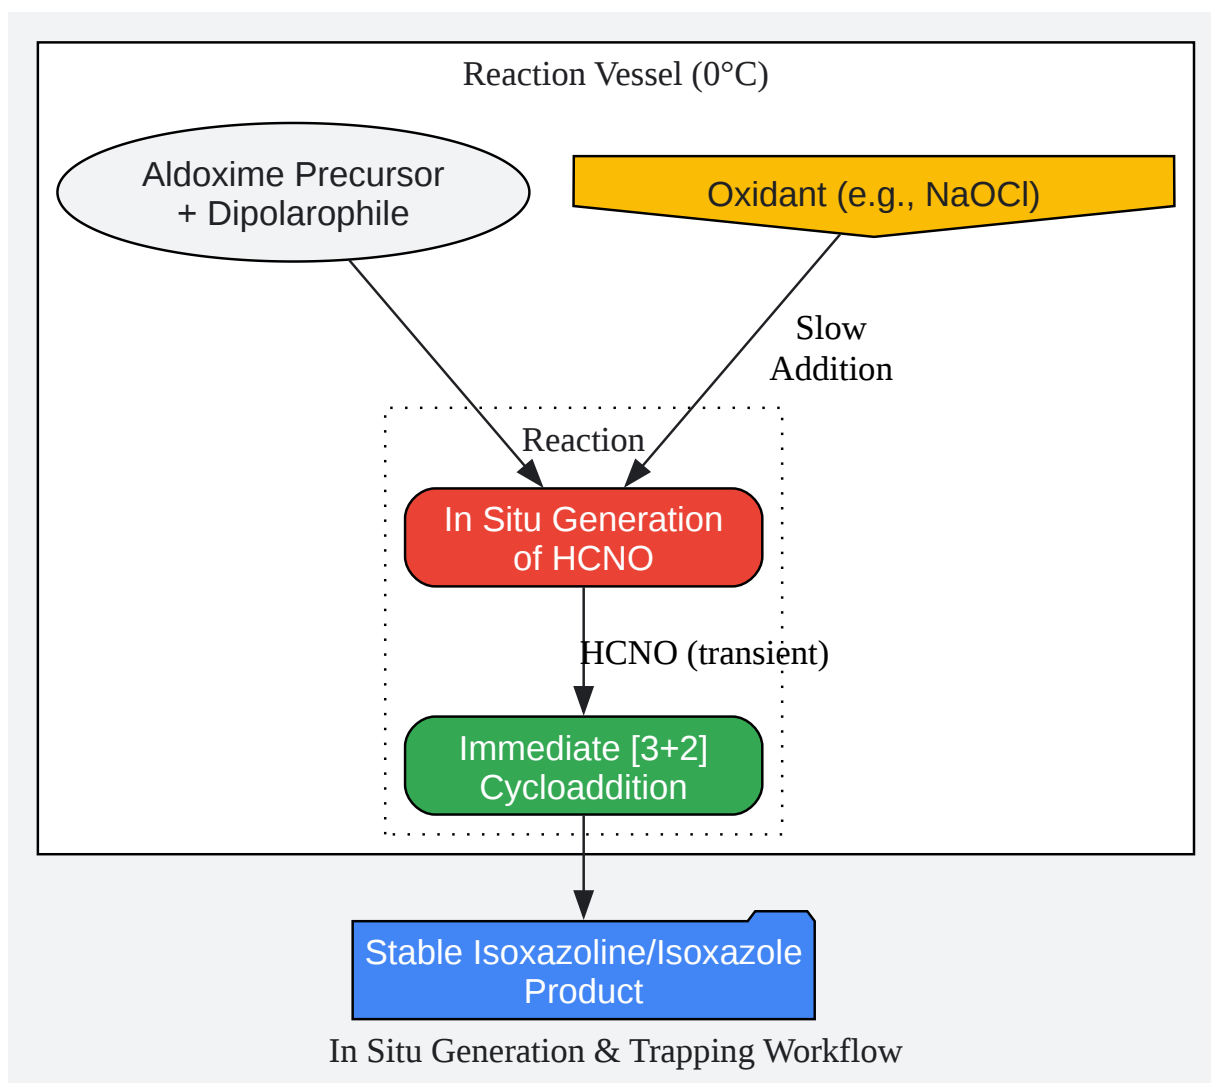 Reaction Vessel (0°C)
Aldoxime Precursor
+ Dipolarophile
Oxidant (e.g., NaOCl)
Slow
Addition
Reaction
In Situ Generation
of HCNO
HCNO (transient)
Immediate [3+2]
Cycloaddition
Stable Isoxazoline/Isoxazole
Product
In Situ Generation & Trapping Workflow